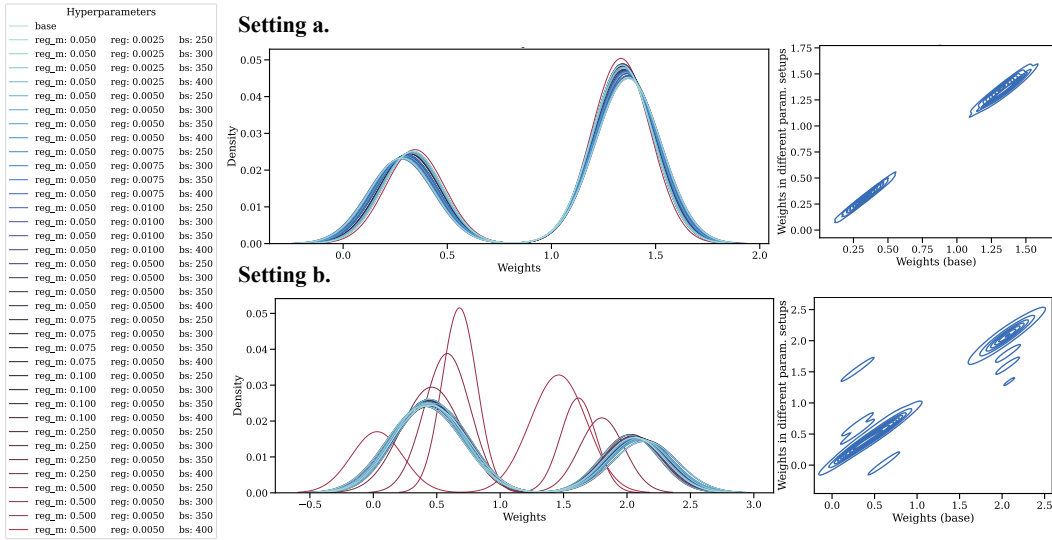 Hyperparameters
base
reg_m: 0.050 reg: 0.0025 bs: 250
reg_m: 0.050 reg: 0.0025 bs: 300
reg_m: 0.050 reg: 0.0025 bs: 350
reg_m: 0.050 reg: 0.0025 bs: 400
reg_m: 0.050 reg: 0.0050 bs: 250
reg_m: 0.050 reg: 0.0050 bs: 300
reg_m: 0.050 reg: 0.0050 bs: 350
reg_m: 0.050 reg: 0.0050 bs: 400
reg_m: 0.050 reg: 0.0075 bs: 250
reg_m: 0.050 reg: 0.0075 bs: 300
reg_m: 0.050 reg: 0.0075 bs: 350
reg_m: 0.050 reg: 0.0075 bs: 400
reg_m: 0.050 reg: 0.0100 bs: 250
reg_m: 0.050 reg: 0.0100 bs: 300
reg_m: 0.050 reg: 0.0100 bs: 350
reg_m: 0.050 reg: 0.0100 bs: 400
reg_m: 0.050 reg: 0.0500 bs: 250
reg_m: 0.050 reg: 0.0500 bs: 300
reg_m: 0.050 reg: 0.0500 bs: 350
reg_m: 0.050 reg: 0.0500 bs: 400
reg_m: 0.075 reg: 0.0050 bs: 250
reg_m: 0.075 reg: 0.0050 bs: 300
reg_m: 0.075 reg: 0.0050 bs: 350
reg_m: 0.075 reg: 0.0050 bs: 400
reg_m: 0.100 reg: 0.0050 bs: 250
reg_m: 0.100 reg: 0.0050 bs: 300
reg_m: 0.100 reg: 0.0050 bs: 350
reg_m: 0.100 reg: 0.0050 bs: 400
reg_m: 0.250 reg: 0.0050 bs: 250
reg_m: 0.250 reg: 0.0050 bs: 300
reg_m: 0.250 reg: 0.0050 bs: 350
reg_m: 0.250 reg: 0.0050 bs: 400
reg_m: 0.500 reg: 0.0050 bs: 250
reg_m: 0.500 reg: 0.0050 bs: 300
reg_m: 0.500 reg: 0.0050 bs: 350
reg_m: 0.500 reg: 0.0050 bs: 400
Setting a.
Density
0.05
0.04
0.03
0.02
0.01
0.00
0.0 0.5 1.0 1.5 2.0
Weights
Weights in different param. setups
1.75
1.50
1.25
1.00
0.75
0.50
0.25
0.00
0.25 0.50 0.75 1.00 1.25 1.50
Weights (base)
Setting b.
Density
0.05
0.04
0.03
0.02
0.01
0.00
−0.5 0.0 0.5 1.0 1.5 2.0 2.5 3.0
Weights
Weights in different param. setups
2.5
2.0
1.5
1.0
0.5
0.0
0.0 0.5 1.0 1.5 2.0 2.5
Weights (base)